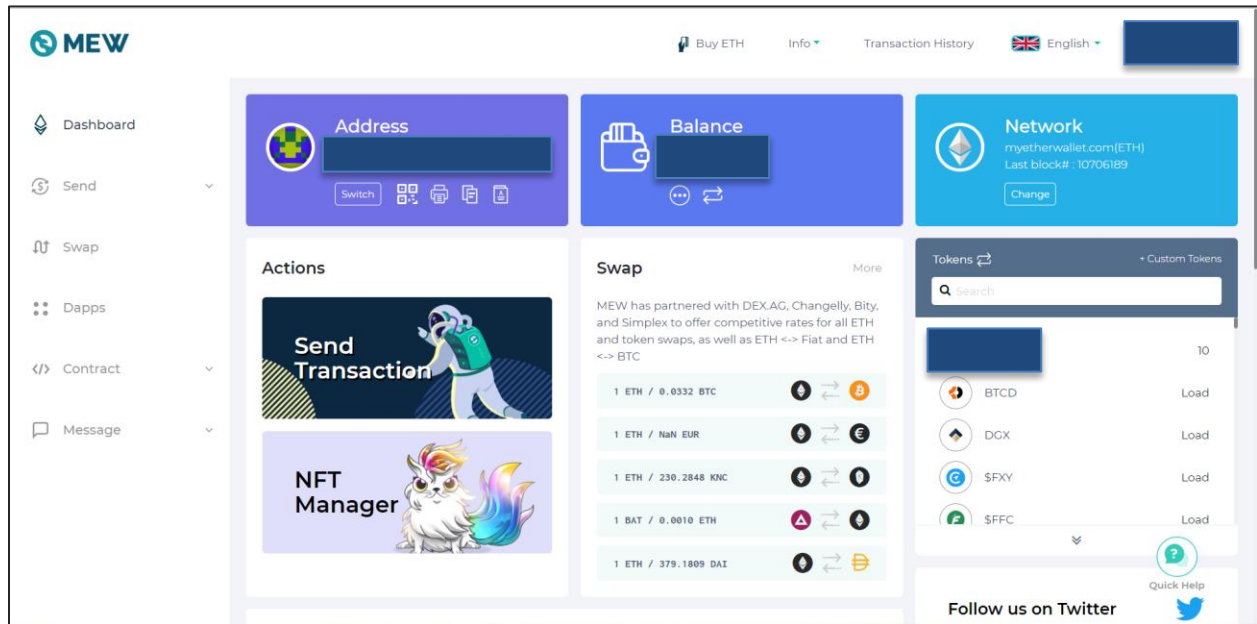 MEW
Buy ETH
Info
Transaction History
English
Dashboard
Send
Swap
Dapps
Contract
Message
Address
Switch
Balance
Network
myetherwallet.com(ETH)
Last block# : 10706189
Change
Actions
Send
Transaction
NFT
Manager
Swap
More
MEW has partnered with DEX.AG, Changelly, Bity,
and Simplex to offer competitive rates for all ETH
and token swaps, as well as ETH <-> Fiat and ETH
<-> BTC
1 ETH / 0.0332 BTC
1 ETH / NaN EUR
1 ETH / 230.2848 KNC
1 BAT / 0.0010 ETH
1 ETH / 379.1809 DAI
Tokens
+ Custom Tokens
Search
10
BTCD
Load
DGX
Load
$FXY
Load
$FFC
Load
Quick Help
Follow us on Twitter